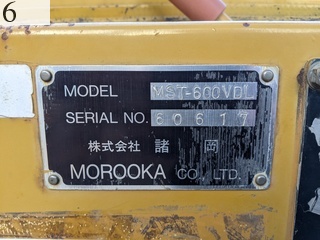 6
MODEL MST-600VDL
SERIAL NO. 60617
株式会社 諸岡
MOROOKA CO., LTD.